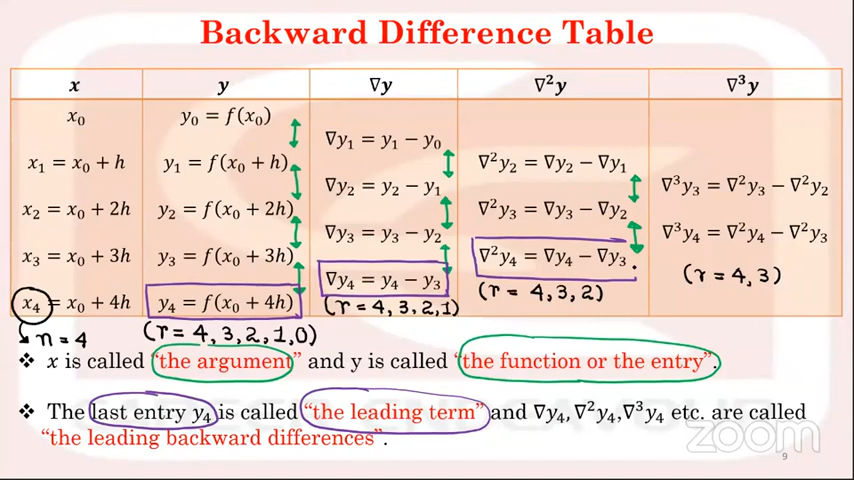 Backward Difference Table
x y ∇y ∇²y ∇³y
x₀ y₀ = f(x₀)
∇y₁ = y₁ − y₀
x₁ = x₀ + h y₁ = f(x₀ + h) ∇²y₂ = ∇y₂ − ∇y₁
∇y₂ = y₂ − y₁ ∇³y₃ = ∇²y₃ − ∇²y₂
x₂ = x₀ + 2h y₂ = f(x₀ + 2h) ∇²y₃ = ∇y₃ − ∇y₂
∇y₃ = y₃ − y₂ ∇³y₄ = ∇²y₄ − ∇²y₃
x₃ = x₀ + 3h y₃ = f(x₀ + 3h) ∇²y₄ = ∇y₄ − ∇y₃
∇y₄ = y₄ − y₃ (r = 4, 3, 2) (r = 4, 3)
x₄ = x₀ + 4h y₄ = f(x₀ + 4h) (r = 4, 3, 2, 1)
n = 4 (r = 4, 3, 2, 1, 0)
❖ x is called “the argument” and y is called “the function or the entry”.
❖ The last entry y₄ is called “the leading term” and ∇y₄, ∇²y₄,∇³y₄ etc. are called
“the leading backward differences”.
zoom
9